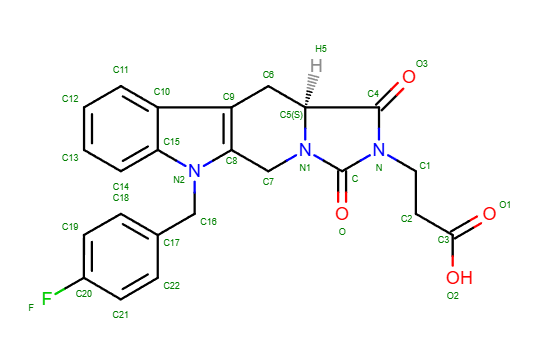 H5
H
C11 C6 O3
O
C12 C10 C9 C4
C5(S)
C13 C15 N N C1
N C8 N1 C
N2 C7
C14
C18 C16 O C2 O O1
O C3
C19 C17
OH
C22 O2
F F C20
C21